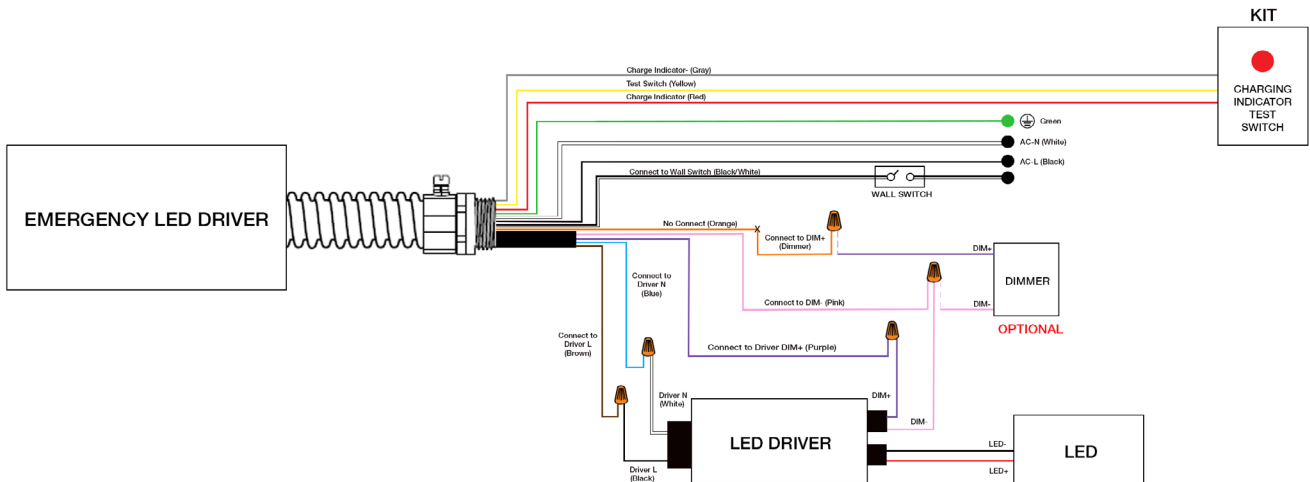 KIT
CHARGING
INDICATOR
TEST
SWITCH
Charge Indicator- (Gray)
Test Switch (Yellow)
Charge Indicator (Red)
Green
AC-N (White)
AC-L (Black)
Connect to Wall Switch (Black/White)
WALL SWITCH
EMERGENCY LED DRIVER
No Connect (Orange)
X
Connect to DIM+
(Dimmer)
DIM+
DIMMER
DIM-
OPTIONAL
Connect to
Driver N
(Blue)
Connect to DIM- (Pink)
Connect to
Driver L
(Brown)
Connect to Driver DIM+ (Purple)
Driver N
(White)
DIM+
DIM-
LED DRIVER
LED-
LED+
LED
Driver L
(Black)